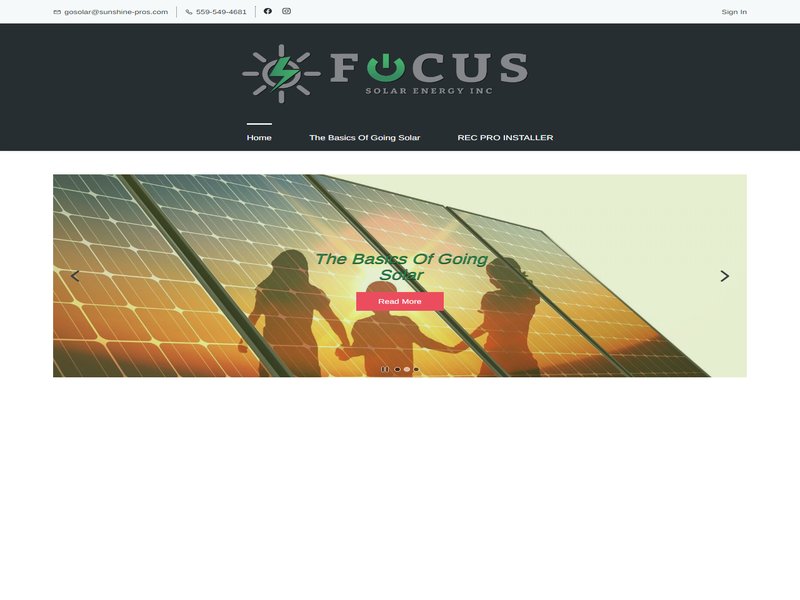 gosolar@sunshine-pros.com
559-549-4681
Sign In
FOCUS
SOLAR ENERGY INC
Home
The Basics Of Going Solar
REC PRO INSTALLER
The Basics Of Going
Solar
Read More